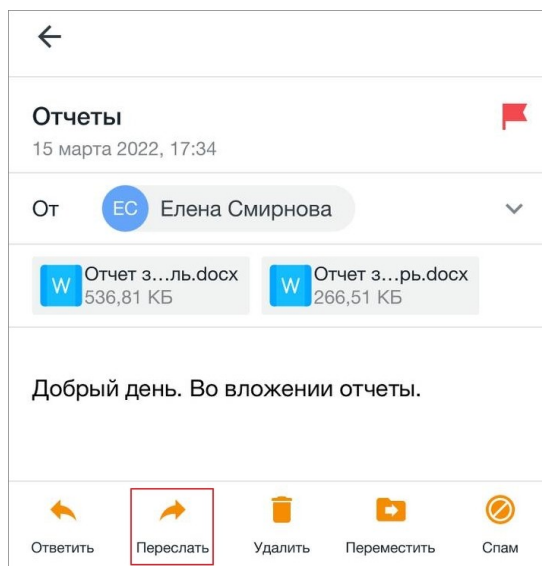 Отчеты
15 марта 2022, 17:34
От ЕС Елена Смирнова
W Отчет з...ль.docx W Отчет з...рь.docx
536,81 КБ 266,51 КБ
Добрый день. Во вложении отчеты.
Ответить Переслать Удалить Переместить Спам